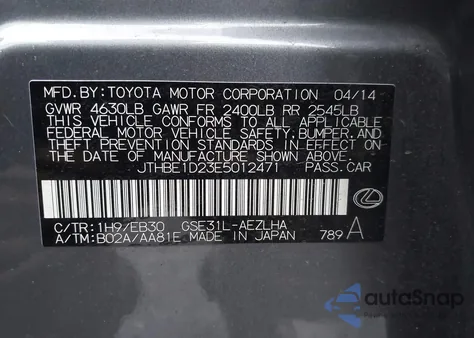 MFD.BY:TOYOTA MOTOR CORPORATION 04/14
GVWR 4630LB GAWR FR 2400LB RR 2545LB
THIS VEHICLE CONFORMS TO ALL APPLICABLE
FEDERAL MOTOR VEHICLE SAFETY,BUMPER,AND
THEFT PREVENTION STANDARDS IN EFFECT ON
THE DATE OF MANUFACTURE SHOWN ABOVE.
JTHBE1D23E5012471 PASS.CAR
C/TR:1H9/EB30 GSE31L-AEZLHA
A/TM:B02A/AA81E MADE IN JAPAN 789 A
autoSnap